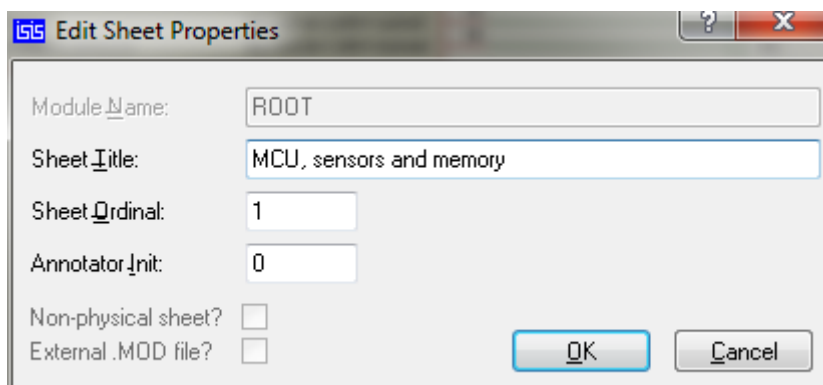 isis Edit Sheet Properties
? X
Module Name: ROOT
Sheet Title: MCU, sensors and memory
Sheet Ordinal: 1
Annotator Init: 0
Non-physical sheet?
External .MOD file?
OK Cancel